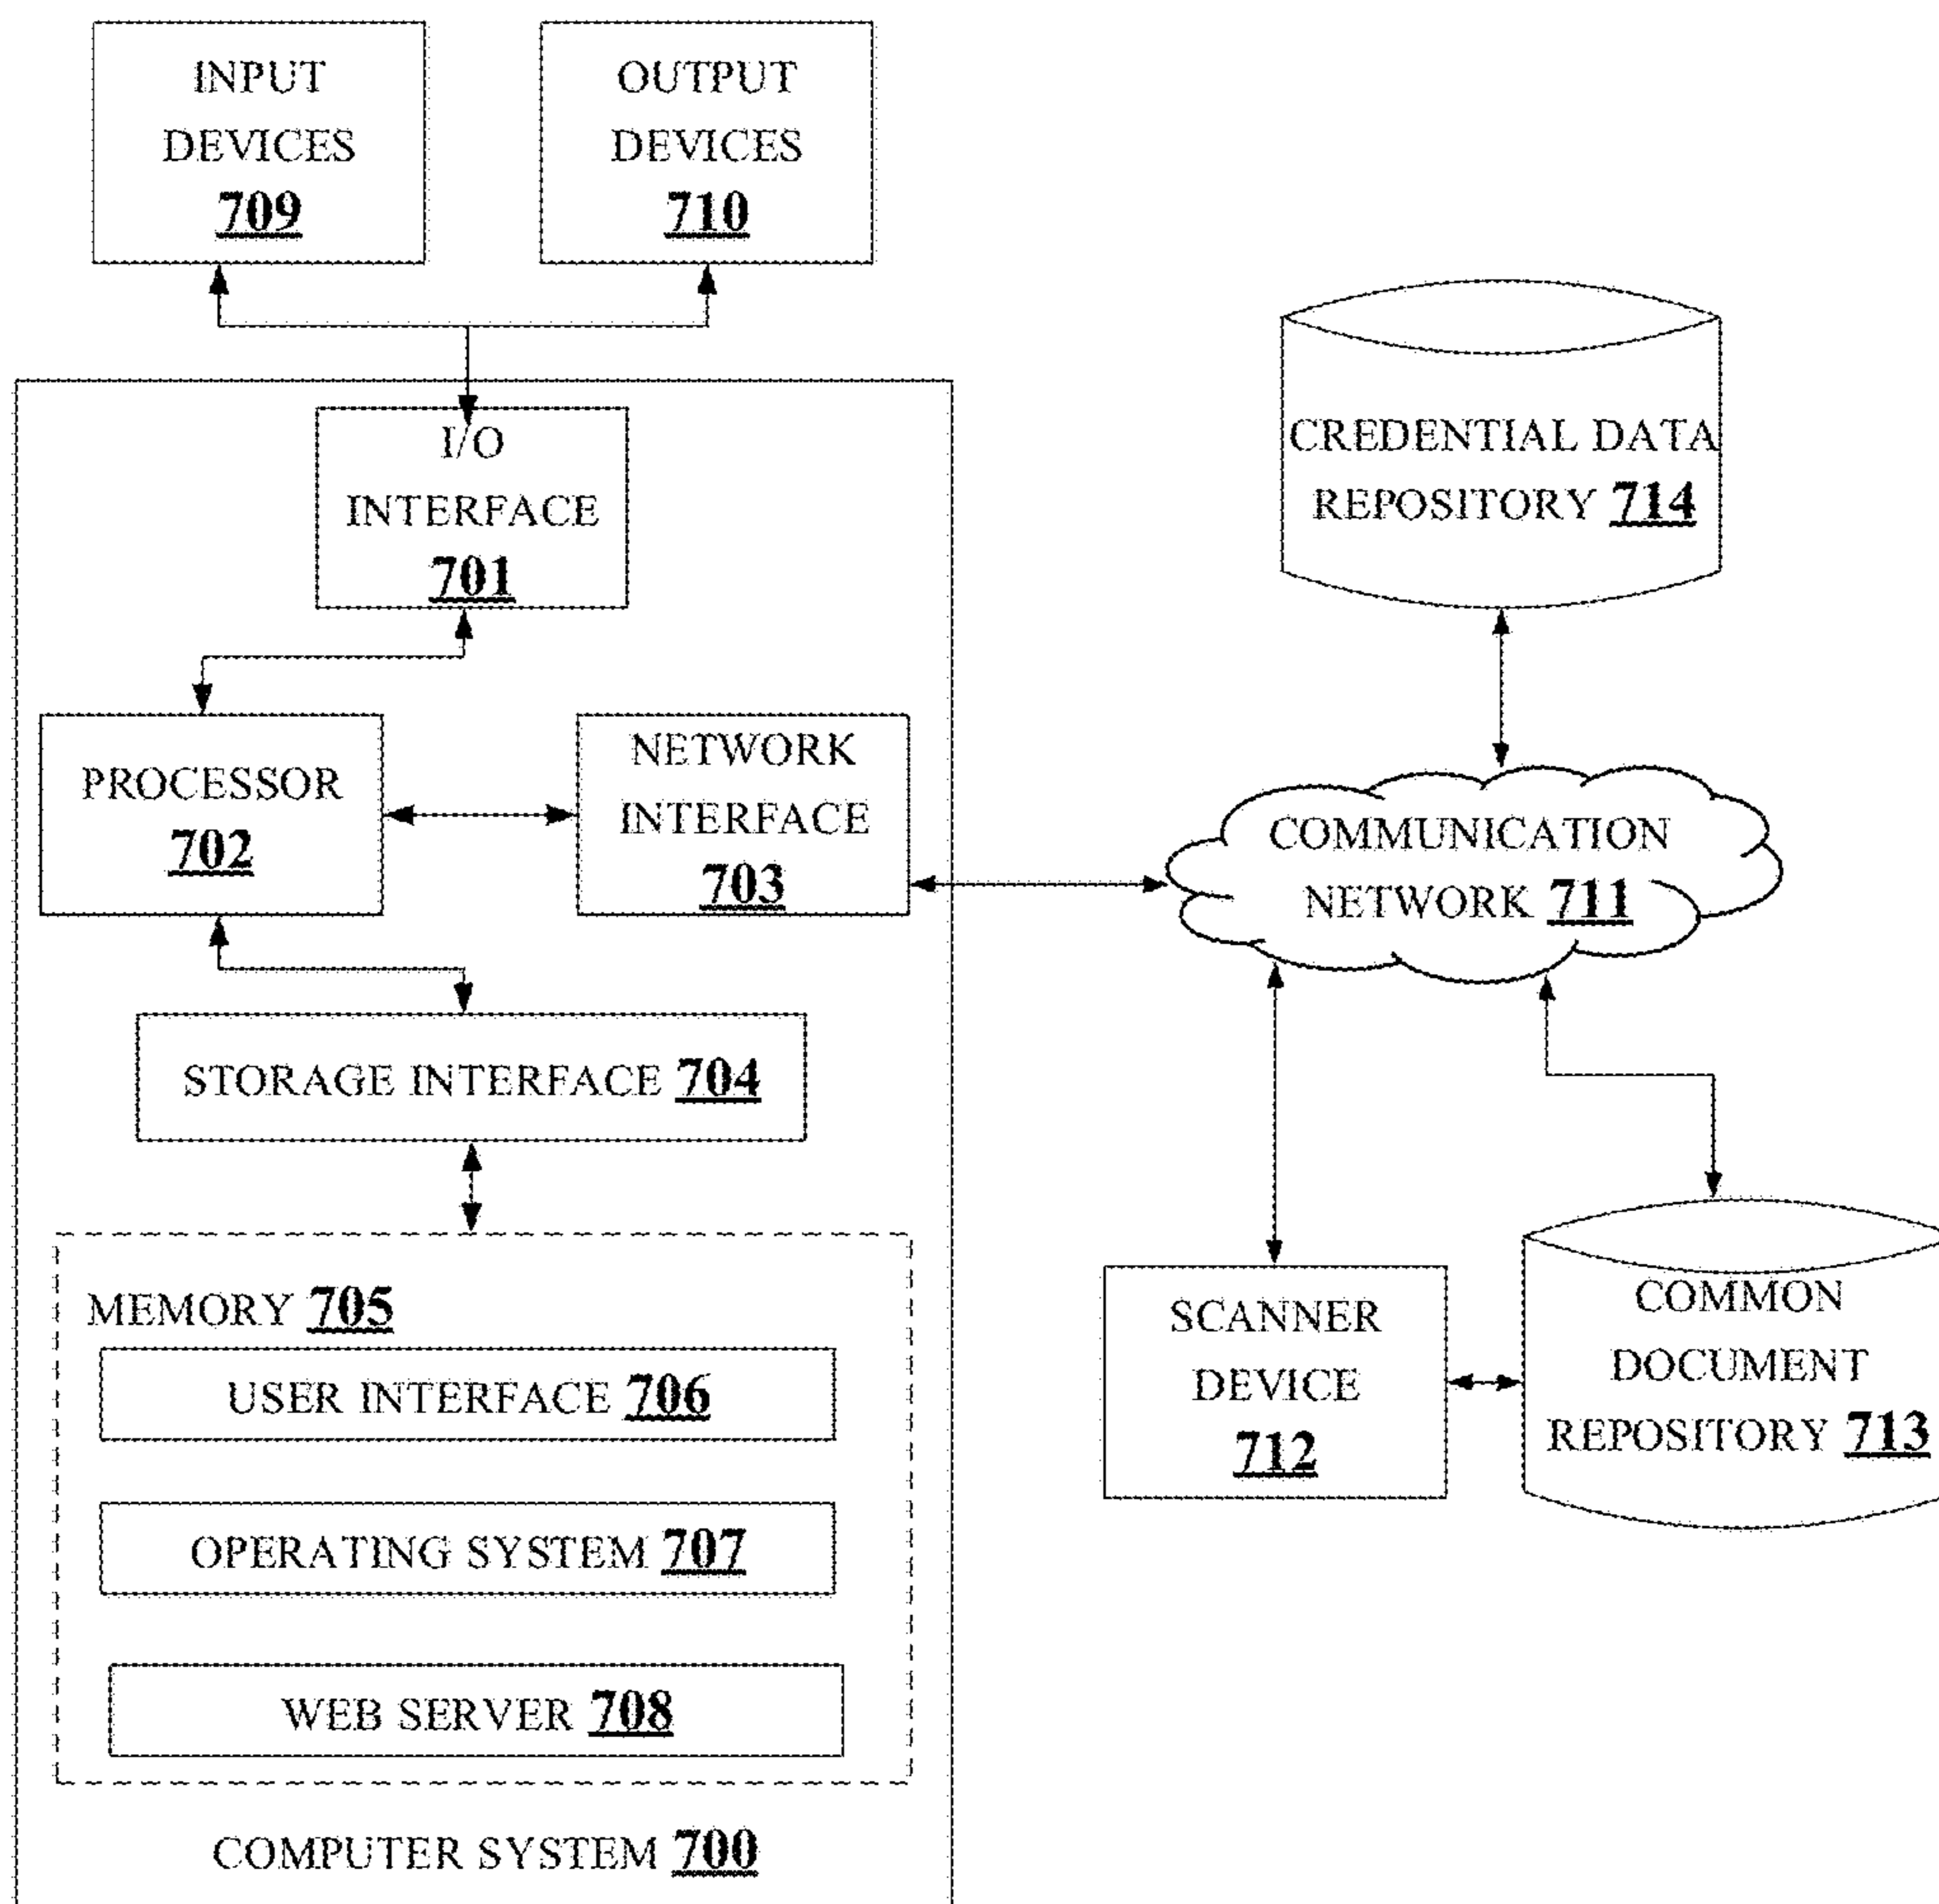 INPUT
DEVICES
709
OUTPUT
DEVICES
710
I/O
INTERFACE
701
PROCESSOR
702
NETWORK
INTERFACE
703
STORAGE INTERFACE 704
MEMORY 705
USER INTERFACE 706
OPERATING SYSTEM 707
WEB SERVER 708
COMPUTER SYSTEM 700
CREDENTIAL DATA
REPOSITORY 714
COMMUNICATION
NETWORK 711
SCANNER
DEVICE
712
COMMON
DOCUMENT
REPOSITORY 713